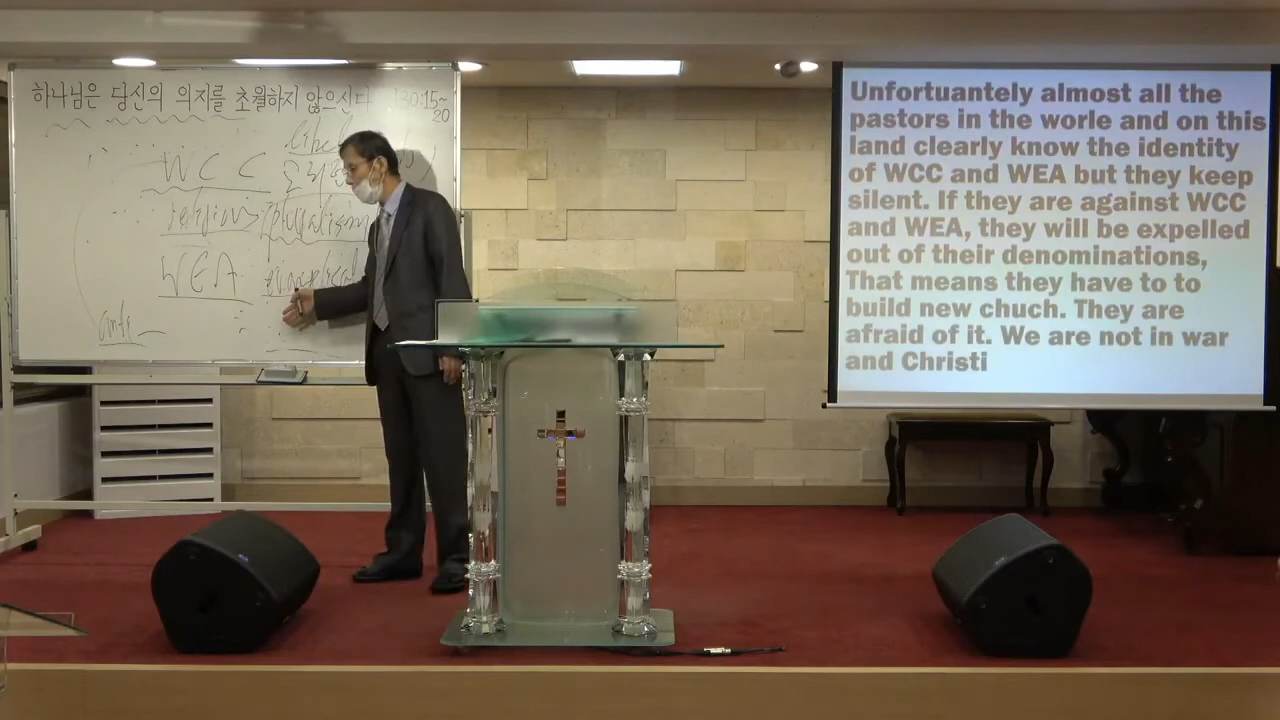 하나님은 당신의 의지를 초월하지 않으신다 130:15~
20
WCC
religious pluralism
WEA
Unfortuantely almost all the
pastors in the worle and on this
land clearly know the identity
of WCC and WEA but they keep
silent. If they are against WCC
and WEA, they will be expelled
out of their denominations,
That means they have to to
build new chuch. They are
afraid of it. We are not in war
and Christi